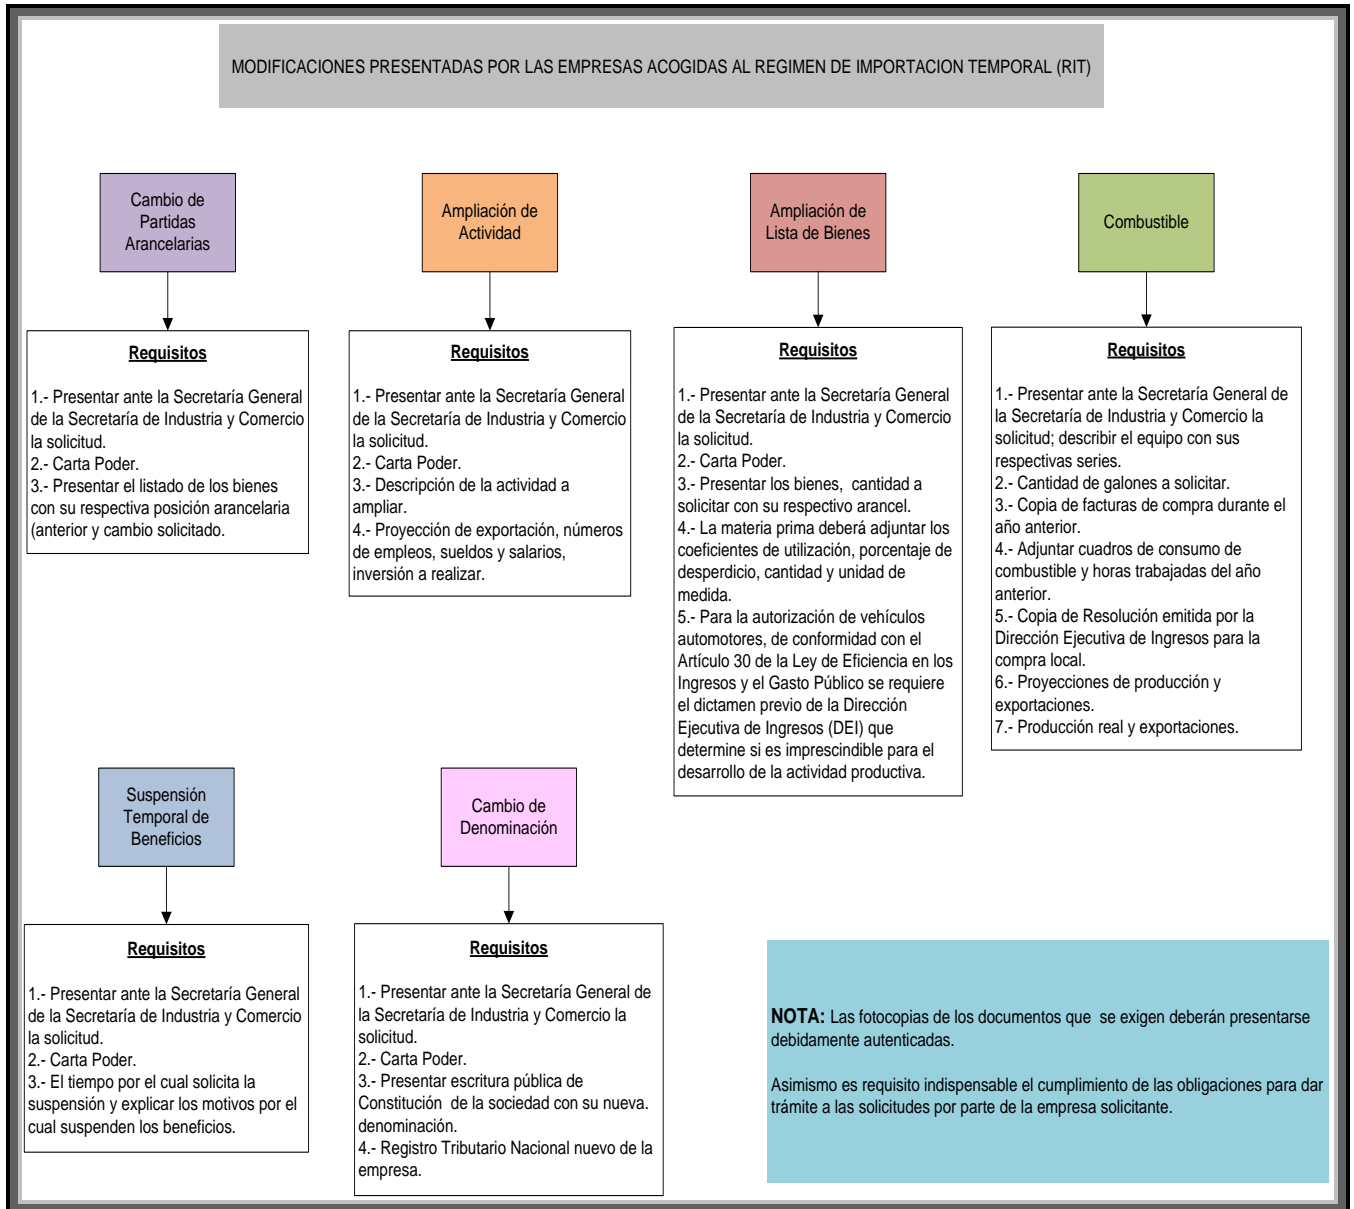 MODIFICACIONES PRESENTADAS POR LAS EMPRESAS ACOGIDAS AL REGIMEN DE IMPORTACION TEMPORAL (RIT)
Cambio de
Partidas
Arancelarias
Requisitos
1.- Presentar ante la Secretaría General
de la Secretaría de Industria y Comercio
la solicitud.
2.- Carta Poder.
3.- Presentar el listado de los bienes
con su respectiva posición arancelaria
(anterior y cambio solicitado.
Ampliación de
Actividad
Requisitos
1.- Presentar ante la Secretaría General
de la Secretaría de Industria y Comercio
la solicitud.
2.- Carta Poder.
3.- Descripción de la actividad a
ampliar.
4.- Proyección de exportación, números
de empleos, sueldos y salarios,
inversión a realizar.
Ampliación de
Lista de Bienes
Requisitos
1.- Presentar ante la Secretaría General
de la Secretaría de Industria y Comercio
la solicitud.
2.- Carta Poder.
3.- Presentar los bienes, cantidad a
solicitar con su respectivo arancel.
4.- La materia prima deberá adjuntar los
coeficientes de utilización, porcentaje de
desperdicio, cantidad y unidad de
medida.
5.- Para la autorización de vehículos
automotores, de conformidad con el
Artículo 30 de la Ley de Eficiencia en los
Ingresos y el Gasto Público se requiere
el dictamen previo de la Dirección
Ejecutiva de Ingresos (DEI) que
determine si es imprescindible para el
desarrollo de la actividad productiva.
Combustible
Requisitos
1.- Presentar ante la Secretaría General de
la Secretaría de Industria y Comercio la
solicitud; describir el equipo con sus
respectivas series.
2.- Cantidad de galones a solicitar.
3.- Copia de facturas de compra durante el
año anterior.
4.- Adjuntar cuadros de consumo de
combustible y horas trabajadas del año
anterior.
5.- Copia de Resolución emitida por la
Dirección Ejecutiva de Ingresos para la
compra local.
6.- Proyecciones de producción y
exportaciones.
7.- Producción real y exportaciones.
Suspensión
Temporal de
Beneficios
Requisitos
1.- Presentar ante la Secretaría General
de la Secretaría de Industria y Comercio
la solicitud.
2.- Carta Poder.
3.- El tiempo por el cual solicita la
suspensión y explicar los motivos por el
cual suspenden los beneficios.
Cambio de
Denominación
Requisitos
1.- Presentar ante la Secretaría General de
la Secretaría de Industria y Comercio la
solicitud.
2.- Carta Poder.
3.- Presentar escritura pública de
Constitución de la sociedad con su nueva.
denominación.
4.- Registro Tributario Nacional nuevo de la
empresa.
NOTA: Las fotocopias de los documentos que se exigen deberán presentarse
debidamente autenticadas.
Asimismo es requisito indispensable el cumplimiento de las obligaciones para dar
trámite a las solicitudes por parte de la empresa solicitante.